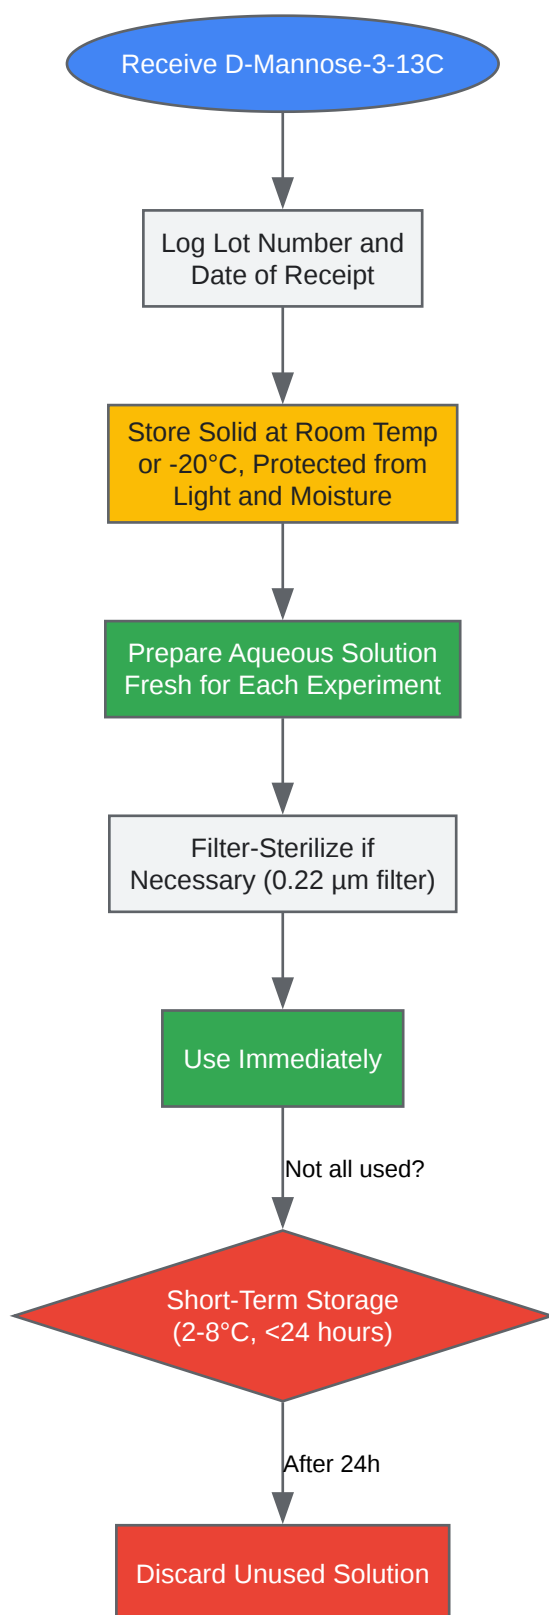 Receive D-Mannose-3-13C
Log Lot Number and
Date of Receipt
Store Solid at Room Temp
or -20°C, Protected from
Light and Moisture
Prepare Aqueous Solution
Fresh for Each Experiment
Filter-Sterilize if
Necessary (0.22 µm filter)
Use Immediately
Not all used?
Short-Term Storage
(2-8°C, <24 hours)
After 24h
Discard Unused Solution